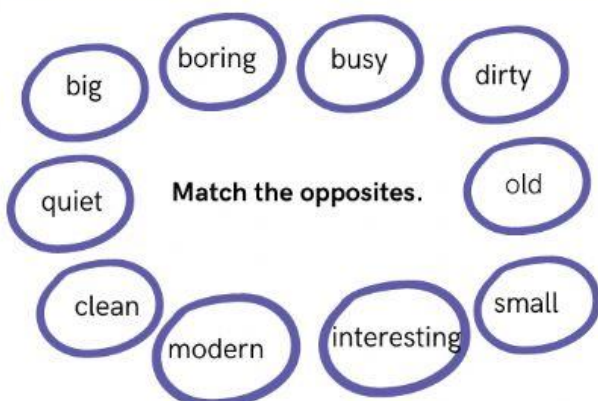 boring
busy
big
dirty
quiet
Match the opposites.
old
clean
small
modern
interesting